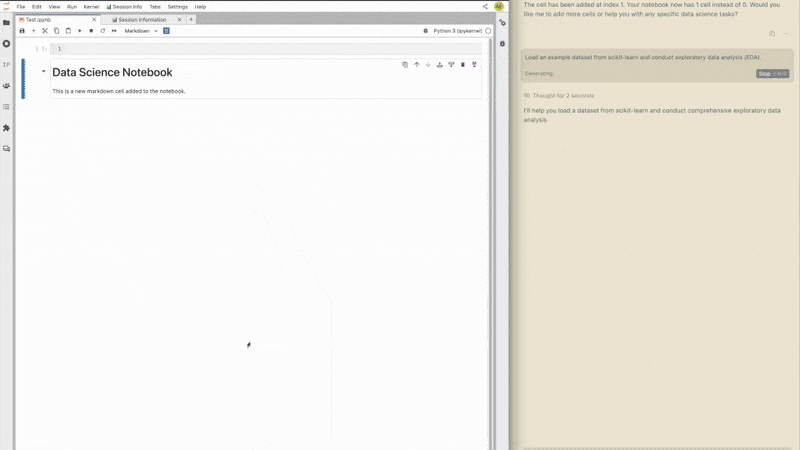 File Edit View Run Kernel Session Info Tabs Settings Help
Test.ipynb
Session Information
Markdown
Python 3 (ipykernel)
[ ]: 1
Data Science Notebook
This is a new markdown cell added to the notebook.
The cell has been added at index 1. Your notebook now has 1 cell instead of 0. Would you
like me to add more cells or help you with any specific data science tasks?
Load an example dataset from scikit-learn and conduct exploratory data analysis (EDA).
Generating.
Stop
Thought for 2 seconds
I'll help you load a dataset from scikit-learn and conduct comprehensive exploratory data
analysis